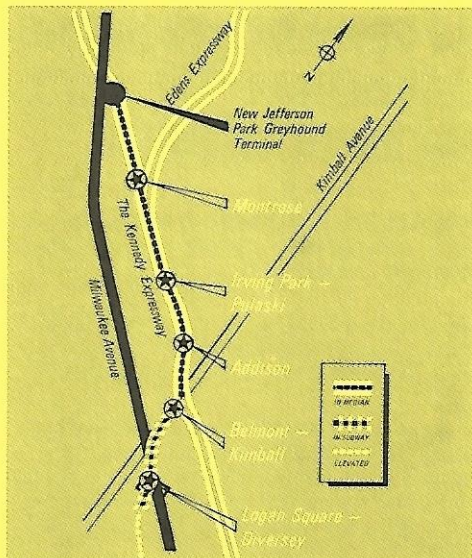 Edens Expressway
N
New Jefferson
Park Greyhound
Terminal
Kimball Avenue
Montrose
The Kennedy Expressway
Irving Park –
Pulaski
Milwaukee Avenue
Addison
IN MEDIAN
Belmont –
Kimball
IN SUBWAY
ELEVATED
Logan Square –
Diversey